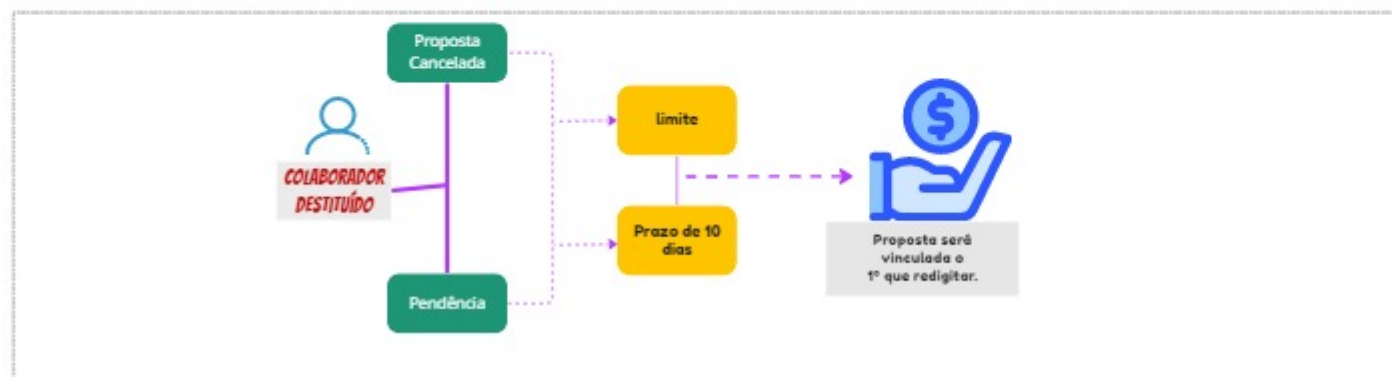 Proposta
Cancelada
COLABORADOR
DESTITUÍDO
limite
Prazo de 10
dias
Pendência
$
Proposta será
vinculada o
1º que redigitar.